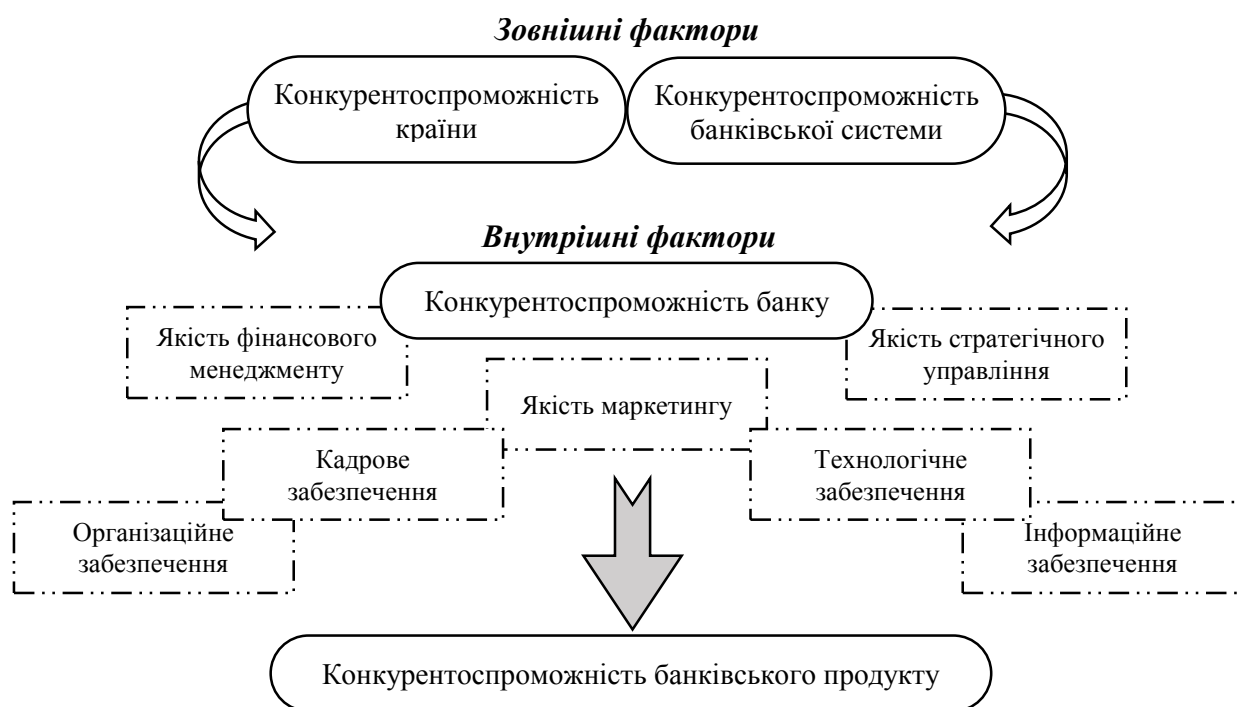 Зовнішні фактори
Конкурентоспроможність
країни
Конкурентоспроможність
банківської системи
Внутрішні фактори
Конкурентоспроможність банку
Якість фінансового
менеджменту
Якість стратегічного
управління
Якість маркетингу
Кадрове
забезпечення
Технологічне
забезпечення
Організаційне
забезпечення
Інформаційне
забезпечення
Конкурентоспроможність банківського продукту